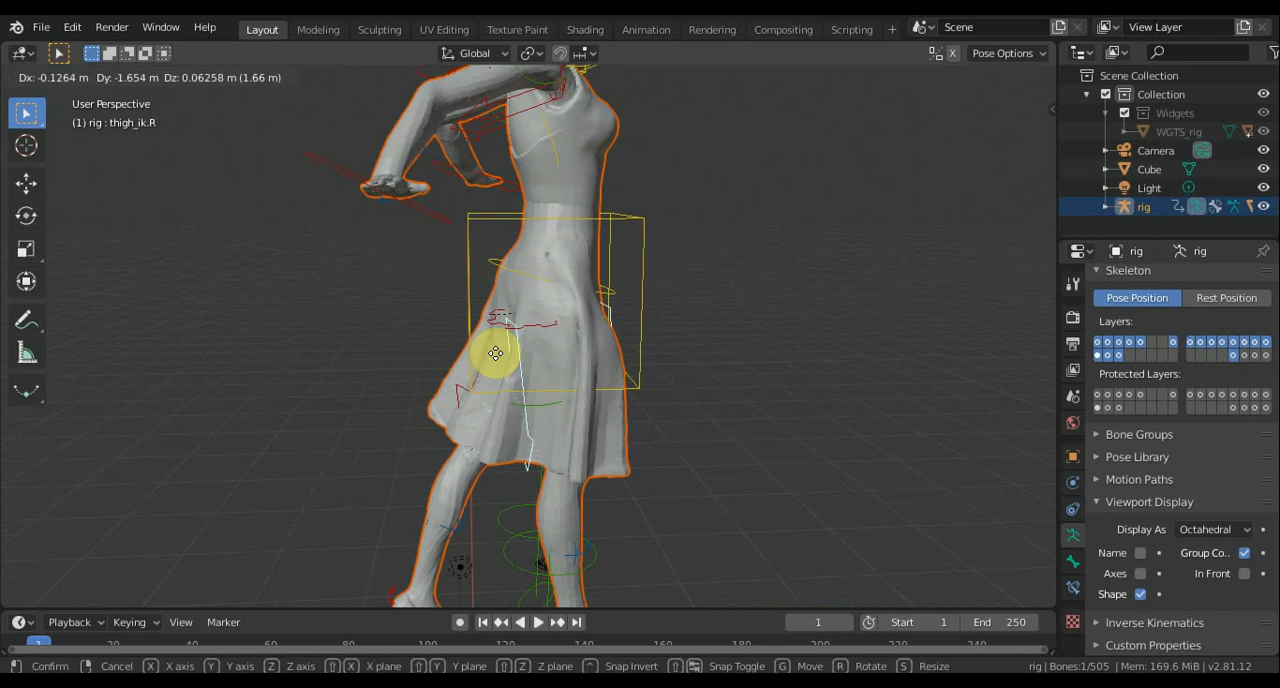 File Edit Render Window Help Layout Modeling Sculpting UV Editing Texture Paint Shading Animation Rendering Compositing Scripting + Scene View Layer
Global Pose Options
Dx: -0.1264 m Dy: -1.654 m Dz: 0.06258 m (1.66 m)
User Perspective
(1) rig : thigh_ik.R
Scene Collection
Collection
Widgets
WGTS_rig
Camera
Cube
Light
rig
rig rig
Skeleton
Pose Position Rest Position
Layers:
Protected Layers:
Bone Groups
Pose Library
Motion Paths
Viewport Display
Display As Octahedral
Name Group Co..
Axes In Front
Shape
Inverse Kinematics
Custom Properties
Playback Keying View Marker 1 Start 1 End 250
1
Confirm Cancel X X axis Y Y axis Z Z axis X X plane Y Y plane Z Z plane Snap Invert Snap Toggle G Move R Rotate S Resize rig | Bones:1/505 | Mem: 169.6 MiB | v2.81.12